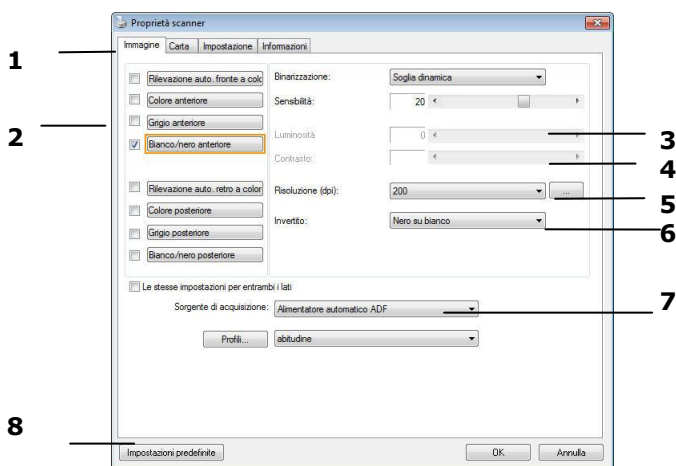 Proprietà scanner
Immagine Carta Impostazione Informazioni
1
Rilevazione auto. fronte a colo
Binarizzazione: Soglia dinamica
Colore anteriore
Sensibilità: 20
Grigio anteriore
2
Bianco/nero anteriore
Luminosità 0
3
Contrasto:
4
Rilevazione auto. retro a color
Risoluzione (dpi): 200 ...
5
Colore posteriore
Invertito: Nero su bianco
6
Grigio posteriore
Bianco/nero posteriore
Le stesse impostazioni per entrambi i lati
Sorgente di acquisizione: Alimentatore automatico ADF
7
Profili... abitudine
8
Impostazioni predefinite OK Annulla